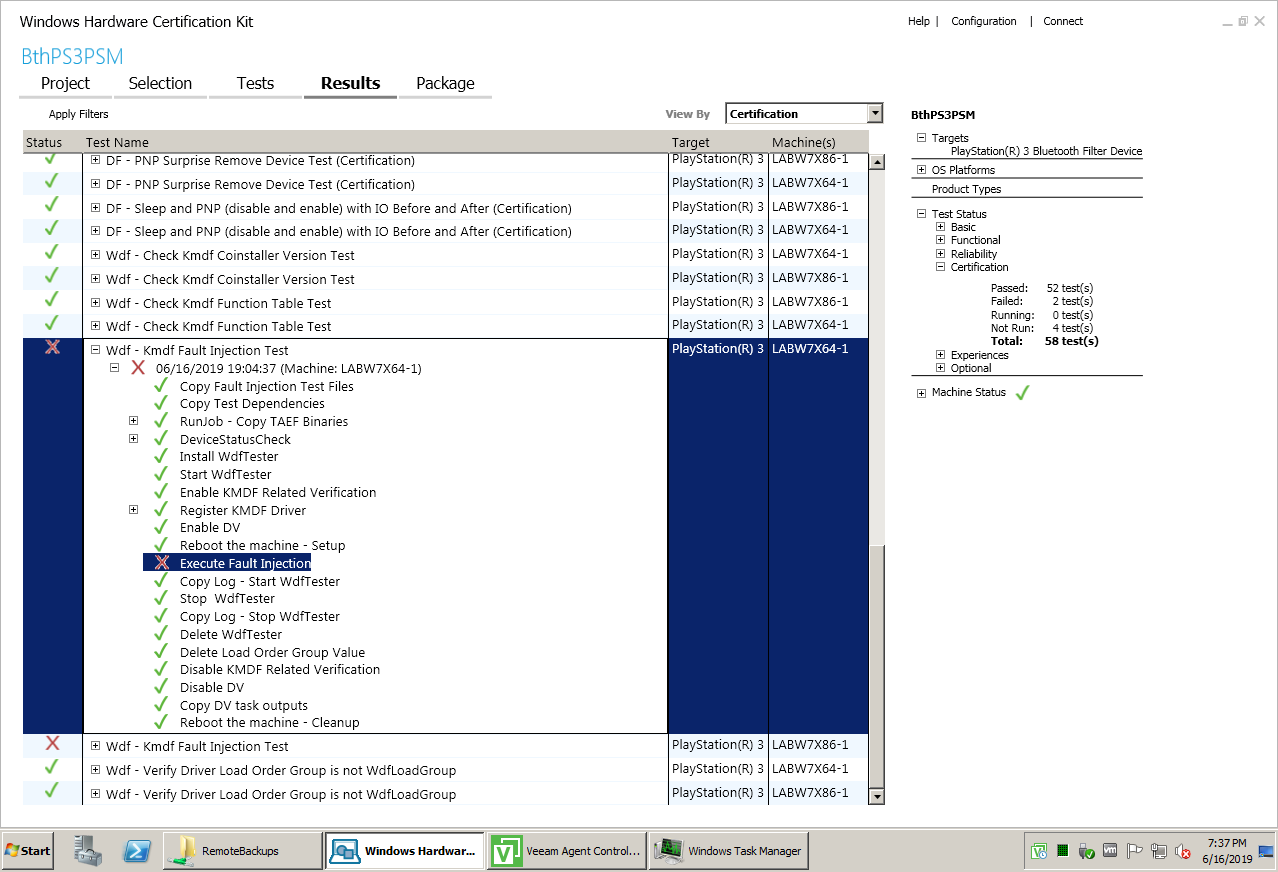 Windows Hardware Certification Kit
Help | Configuration | Connect
BthPS3PSM
Project Selection Tests Results Package
Apply Filters
View By Certification
Status Test Name Target Machine(s)
DF - PNP Surprise Remove Device Test (Certification) PlayStation(R) 3 LABW7X86-1
DF - PNP Surprise Remove Device Test (Certification) PlayStation(R) 3 LABW7X64-1
DF - Sleep and PNP (disable and enable) with IO Before and After (Certification) PlayStation(R) 3 LABW7X86-1
DF - Sleep and PNP (disable and enable) with IO Before and After (Certification) PlayStation(R) 3 LABW7X64-1
Wdf - Check Kmdf Coinstaller Version Test PlayStation(R) 3 LABW7X64-1
Wdf - Check Kmdf Coinstaller Version Test PlayStation(R) 3 LABW7X86-1
Wdf - Check Kmdf Function Table Test PlayStation(R) 3 LABW7X86-1
Wdf - Check Kmdf Function Table Test PlayStation(R) 3 LABW7X64-1
Wdf - Kmdf Fault Injection Test PlayStation(R) 3 LABW7X64-1
06/16/2019 19:04:37 (Machine: LABW7X64-1)
Copy Fault Injection Test Files
Copy Test Dependencies
RunJob - Copy TAEF Binaries
DeviceStatusCheck
Install WdfTester
Start WdfTester
Enable KMDF Related Verification
Register KMDF Driver
Enable DV
Reboot the machine - Setup
Execute Fault Injection
Copy Log - Start WdfTester
Stop WdfTester
Copy Log - Stop WdfTester
Delete WdfTester
Delete Load Order Group Value
Disable KMDF Related Verification
Disable DV
Copy DV task outputs
Reboot the machine - Cleanup
Wdf - Kmdf Fault Injection Test PlayStation(R) 3 LABW7X86-1
Wdf - Verify Driver Load Order Group is not WdfLoadGroup PlayStation(R) 3 LABW7X64-1
Wdf - Verify Driver Load Order Group is not WdfLoadGroup PlayStation(R) 3 LABW7X86-1
BthPS3PSM
Targets
PlayStation(R) 3 Bluetooth Filter Device
OS Platforms
Product Types
Test Status
Basic
Functional
Reliability
Certification
Passed: 52 test(s)
Failed: 2 test(s)
Running: 0 test(s)
Not Run: 4 test(s)
Total: 58 test(s)
Experiences
Optional
Machine Status
Start
RemoteBackups
Windows Hardwar...
Veeam Agent Control...
Windows Task Manager
7:37 PM
6/16/2019